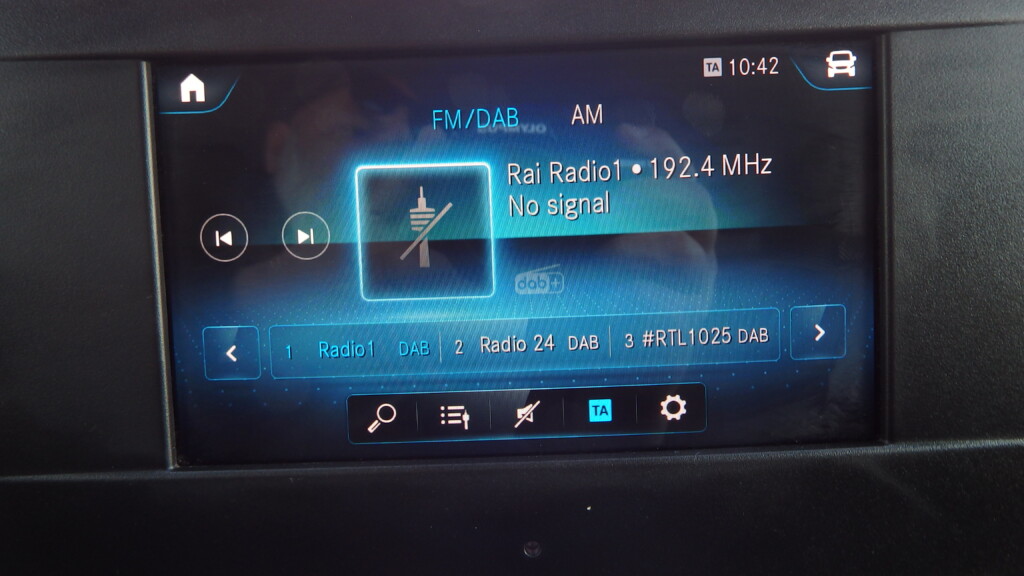 TA 10:42
FM/DAB AM
Rai Radio1 • 192.4 MHz
No signal
dab+
1 Radio1 DAB 2 Radio 24 DAB 3 #RTL1025 DAB
TA